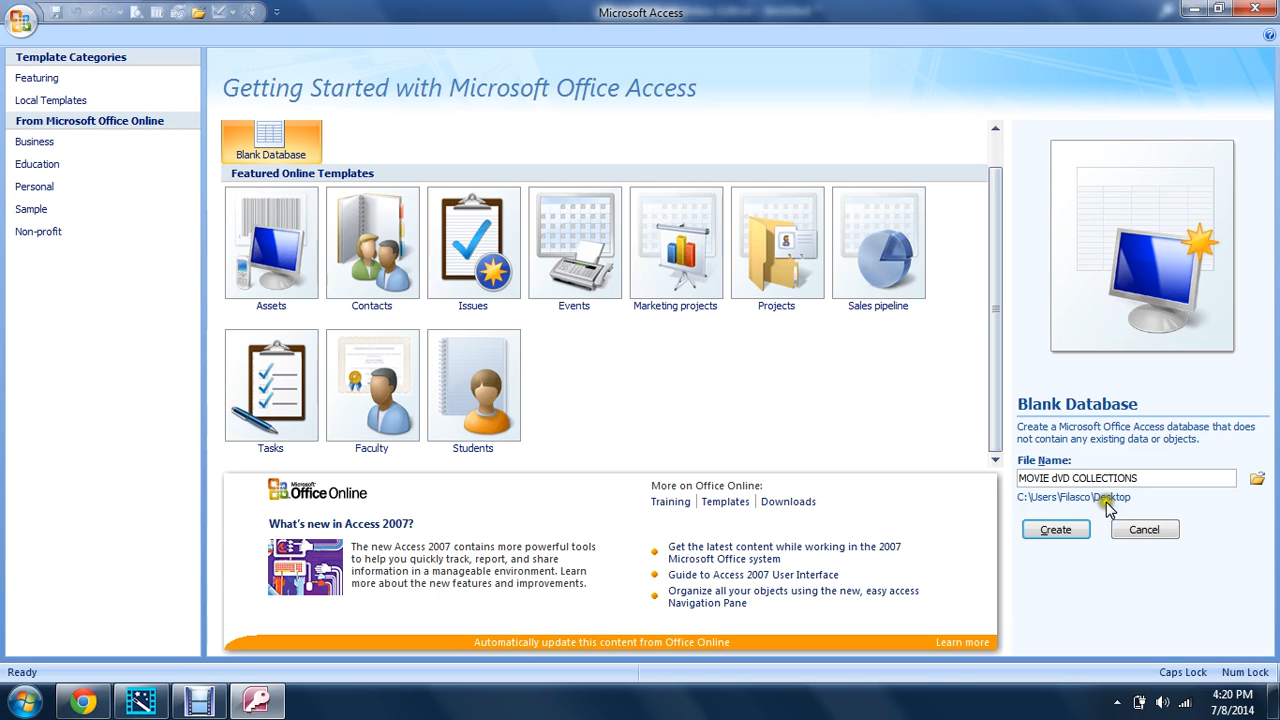 Microsoft Access
Template Categories
Featuring
Local Templates
From Microsoft Office Online
Business
Education
Personal
Sample
Non-profit
Getting Started with Microsoft Office Access
Blank Database
Featured Online Templates
Assets
Contacts
Issues
Events
Marketing projects
Projects
Sales pipeline
Tasks
Faculty
Students
Microsoft
Office Online
What's new in Access 2007?
The new Access 2007 contains more powerful tools
to help you quickly track, report, and share
information in a manageable environment. Learn
more about the new features and improvements.
More on Office Online:
Training | Templates | Downloads
Get the latest content while working in the 2007
Microsoft Office system
Guide to Access 2007 User Interface
Organize all your objects using the new, easy access
Navigation Pane
Automatically update this content from Office Online
Learn more
Blank Database
Create a Microsoft Office Access database that does
not contain any existing data or objects.
File Name:
MOVIE dVD COLLECTIONS
C:\Users\Filasco\Desktop
Create
Cancel
Ready
Caps Lock
Num Lock
4:20 PM
7/8/2014